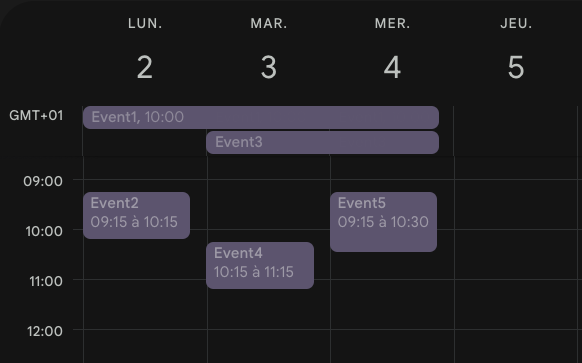 LUN. MAR. MER. JEU.
2 3 4 5
GMT+01
Event1, 10:00
Event3
09:00
Event2
09:15 à 10:15
Event5
09:15 à 10:30
10:00
Event4
10:15 à 11:15
11:00
12:00